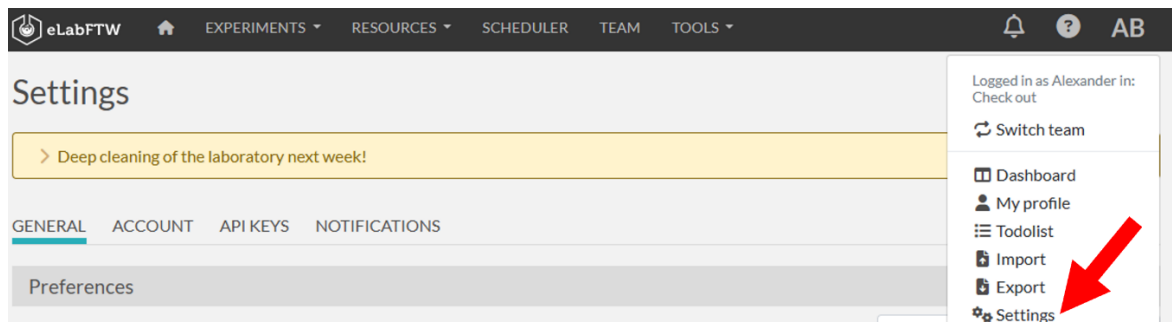 eLabFTW EXPERIMENTS RESOURCES SCHEDULER TEAM TOOLS ? AB
Settings
Deep cleaning of the laboratory next week!
GENERAL ACCOUNT API KEYS NOTIFICATIONS
Preferences
Logged in as Alexander in:
Check out
Switch team
Dashboard
My profile
Todolist
Import
Export
Settings